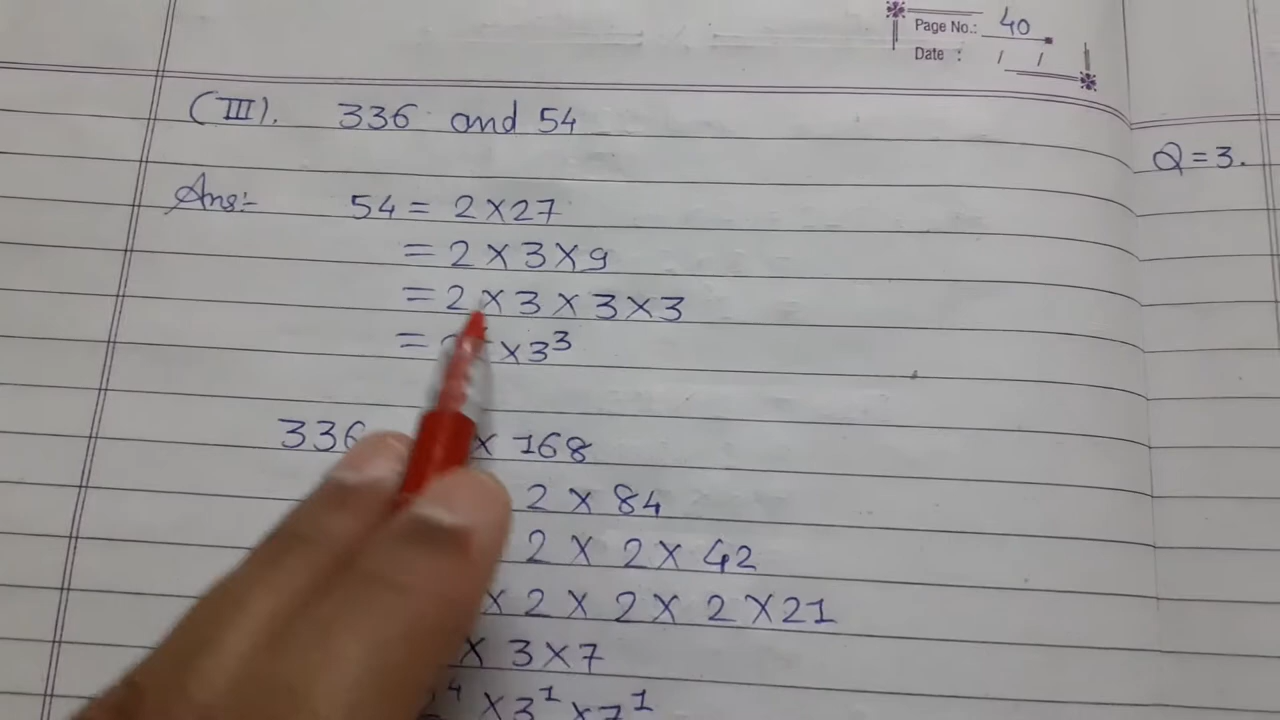 Page No.: 40
Date : / /
(III). 336 and 54
Q=3.
Ans:- 54 = 2×27
= 2×3×9
= 2×3×3×3
= ×3³
336 × 168
2 × 84
2 × 2 × 42
× 2 × 2 × 2 ×21
× 3×7
⁴ ×3¹×7¹